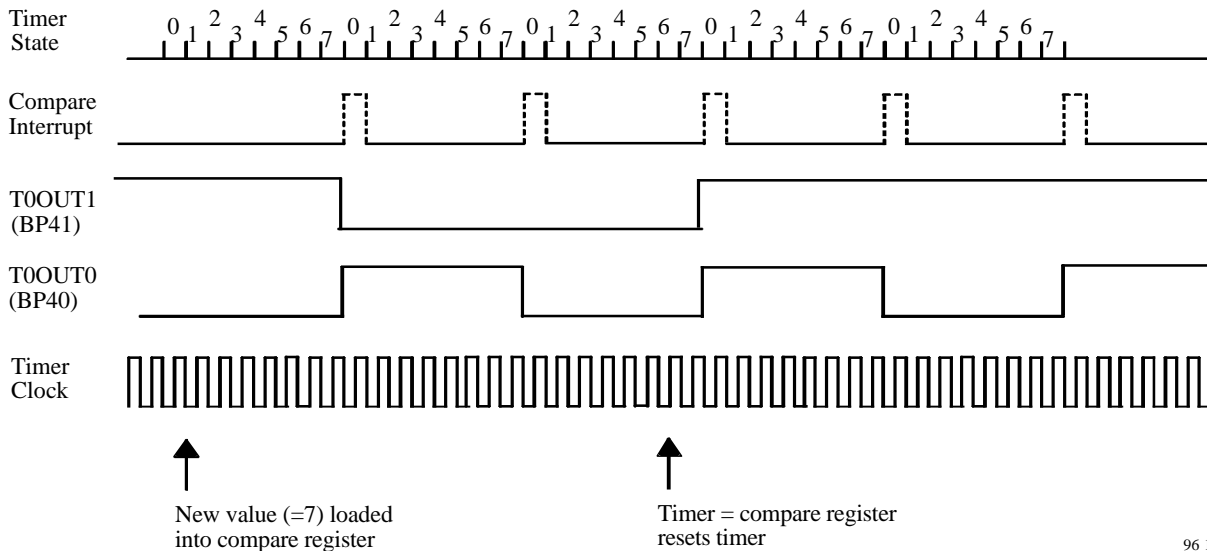 Timer
State
0 1 2 3 4 5 6 7 0 1 2 3 4 5 6 7 0 1 2 3 4 5 6 7 0 1 2 3 4 5 6 7 0 1 2 3 4 5 6 7
Compare
Interrupt
T0OUT1
(BP41)
T0OUT0
(BP40)
Timer
Clock
New value (=7) loaded
into compare register
Timer = compare register
resets timer
96